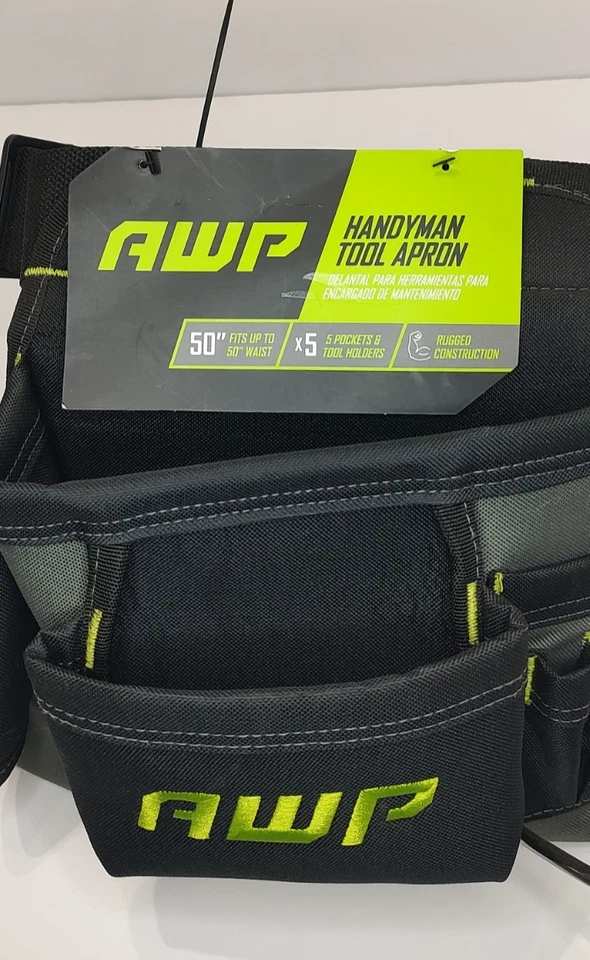 AWP
HANDYMAN
TOOL APRON
DELANTAL PARA HERRAMIENTAS PARA
ENCARGADO DE MANTENIMIENTO
50" FITS UP TO
50" WAIST
x5 5 POCKETS &
TOOL HOLDERS
RUGGED
CONSTRUCTION
AWP